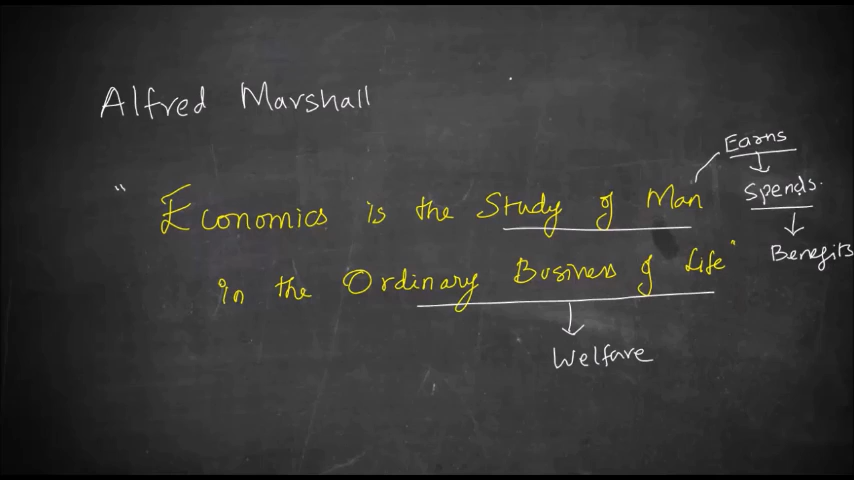 Alfred Marshall
Earns
Spends.
Benefits
" Economics is the Study of Man
In the Ordinary Business of Life"
Welfare